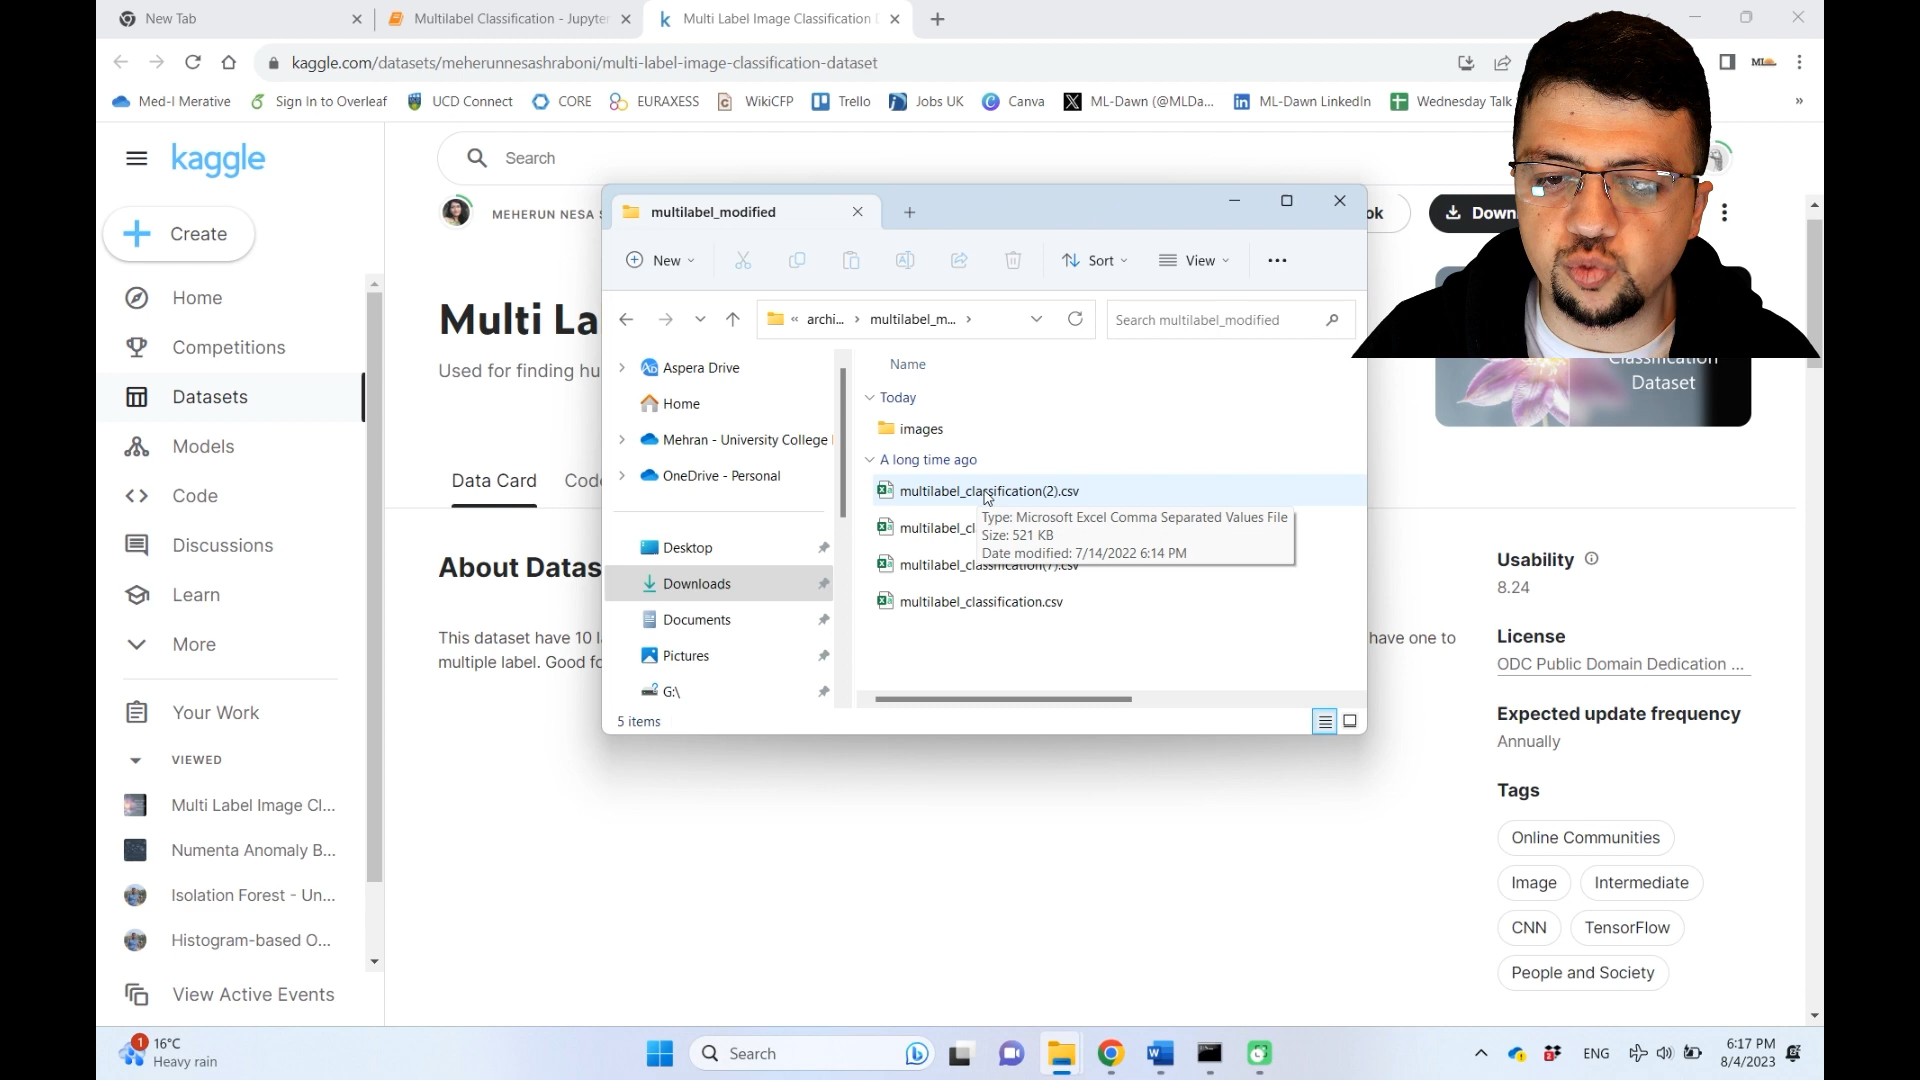 New Tab
Multilabel Classification - Jupyter
Multi Label Image Classification
kaggle.com/datasets/meherunnesashraboni/multi-label-image-classification-dataset
Med-I Merative
Sign In to Overleaf
UCD Connect
CORE
EURAXESS
WikiCFP
Trello
Jobs UK
Canva
ML-Dawn (@MLDa...
ML-Dawn LinkedIn
Wednesday Talk
»
kaggle
Search
MEHERUN NESA S
Down
Create
Home
Competitions
Datasets
Models
Code
Discussions
Learn
More
Your Work
VIEWED
Multi Label Image Cl...
Numenta Anomaly B...
Isolation Forest - Un...
Histogram-based O...
View Active Events
Multi La
Used for finding hu
Data Card
Code
About Datas
This dataset have 10 l
have one to
multiple label. Good fo
multilabel_modified
New
Sort
View
« archi... › multilabel_m... ›
Search multilabel_modified
Aspera Drive
Home
Mehran - University College
OneDrive - Personal
Desktop
Downloads
Documents
Pictures
G:\
Name
Today
images
A long time ago
multilabel_classification(2).csv
multilabel_cl
multilabel_classification(7).csv
multilabel_classification.csv
Type: Microsoft Excel Comma Separated Values File
Size: 521 KB
Date modified: 7/14/2022 6:14 PM
5 items
ok
Classification
Dataset
Usability
8.24
License
ODC Public Domain Dedication ...
Expected update frequency
Annually
Tags
Online Communities
Image
Intermediate
CNN
TensorFlow
People and Society
1
16°C
Heavy rain
Search
ENG
6:17 PM
8/4/2023